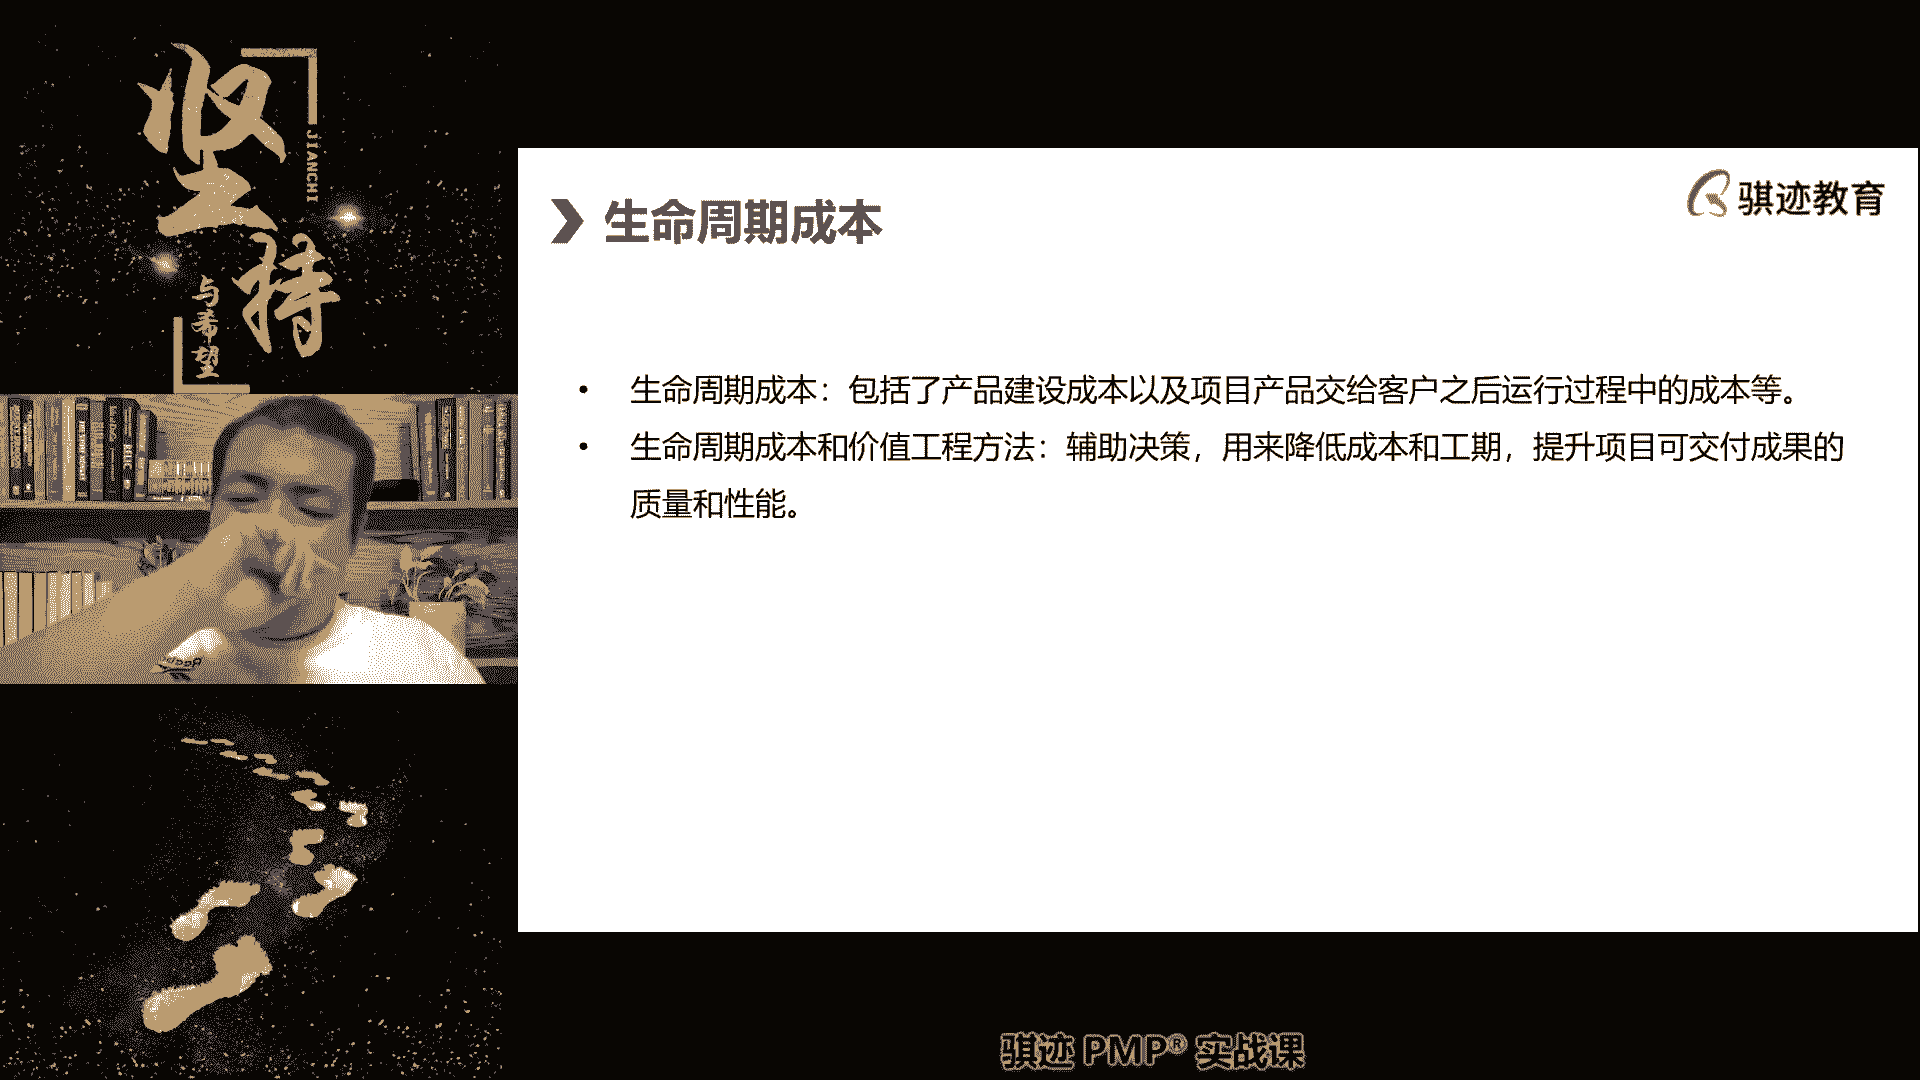 坚持
JIANCHI
与希望
骐迹教育
生命周期成本
• 生命周期成本：包括了产品建设成本以及项目产品交给客户之后运行过程中的成本等。
• 生命周期成本和价值工程方法：辅助决策，用来降低成本和工期，提升项目可交付成果的
质量和性能。
骐迹 PMP® 实战课